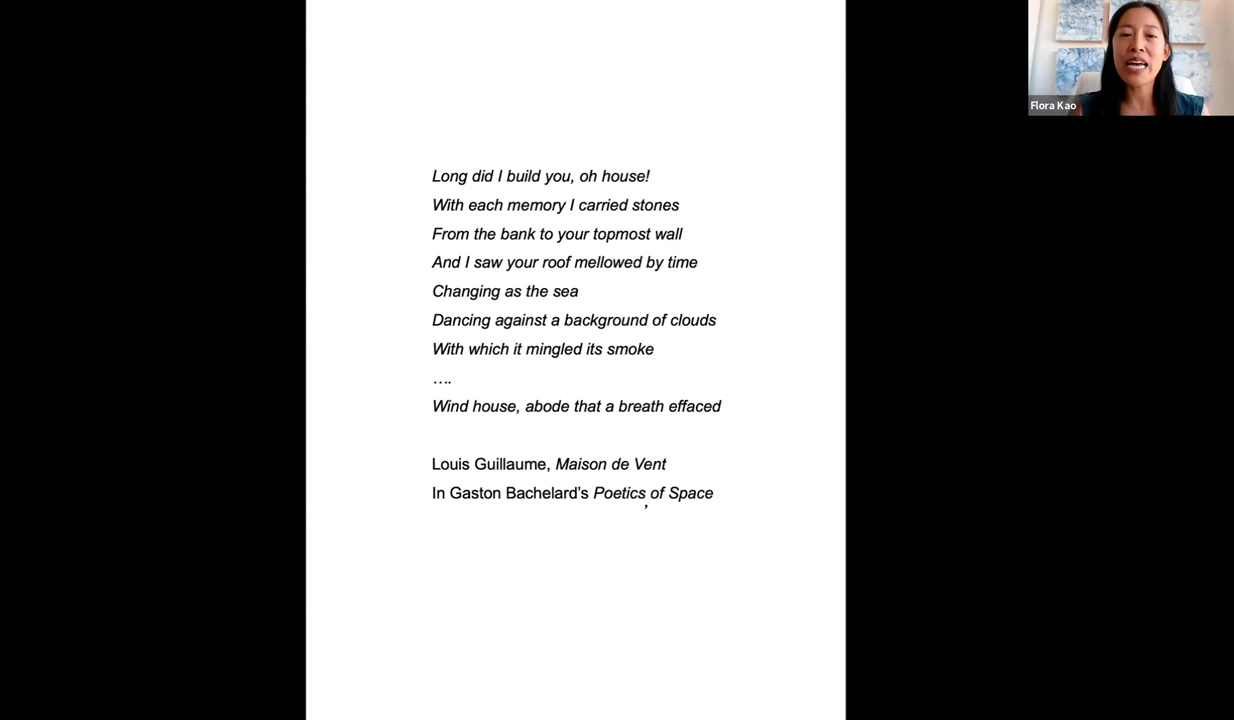 Flora Kao
Long did I build you, oh house!
With each memory I carried stones
From the bank to your topmost wall
And I saw your roof mellowed by time
Changing as the sea
Dancing against a background of clouds
With which it mingled its smoke
....
Wind house, abode that a breath effaced
Louis Guillaume, Maison de Vent
In Gaston Bachelard’s Poetics of Space
,